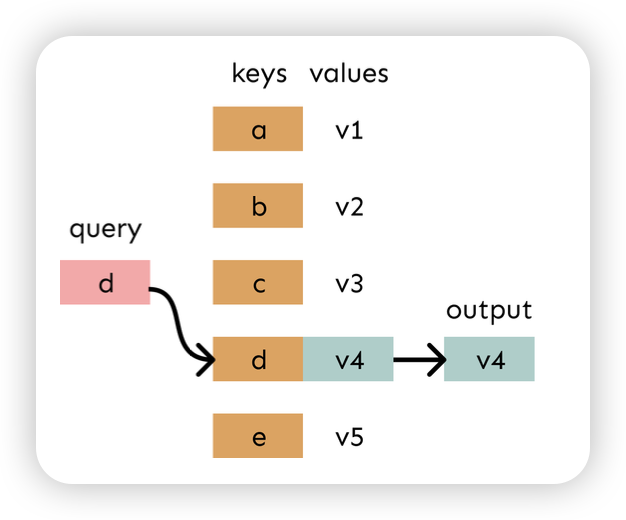 keys values
a v1
b v2
query
d
c v3
output
d v4 v4
e v5